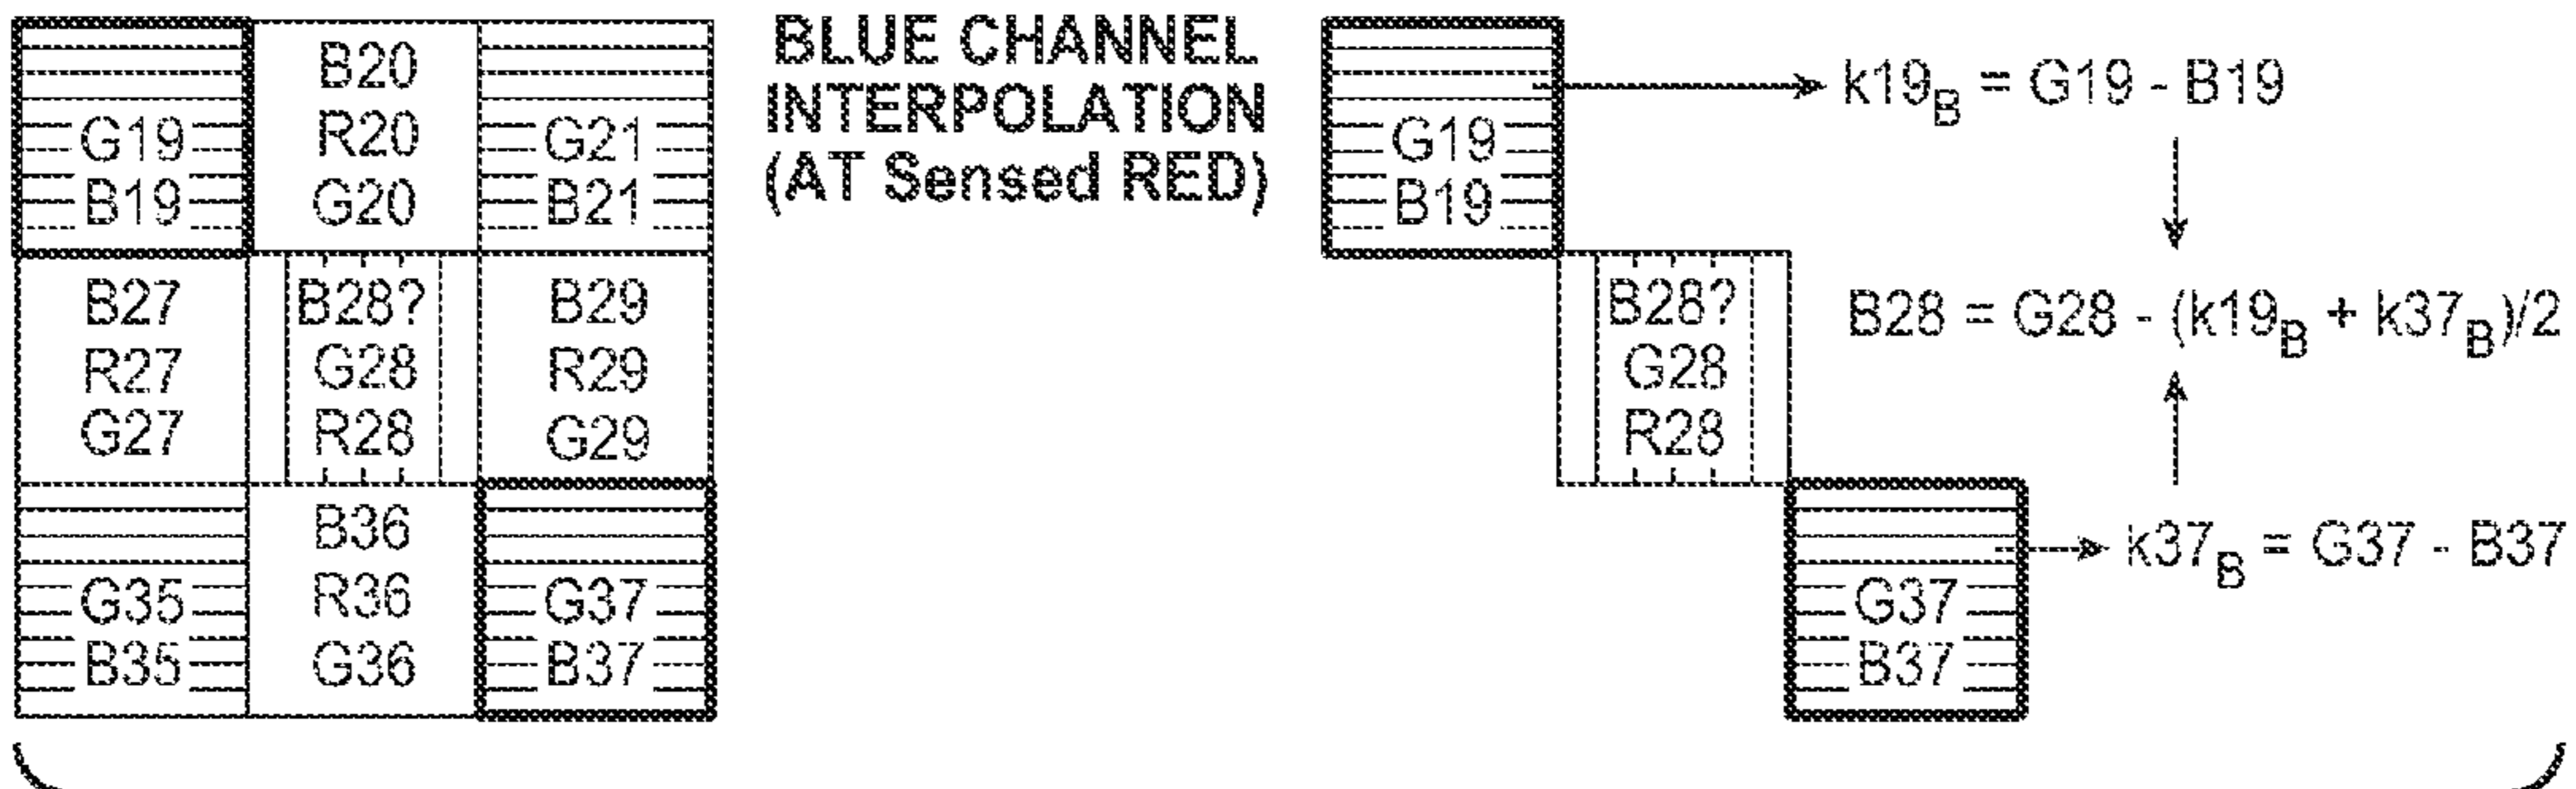 G19
B19
B20
R20
G20
G21
B21
B27
R27
G27
B28?
G28
R28
B29
R29
G29
G35
B35
B36
R36
G36
G37
B37
BLUE CHANNEL
INTERPOLATION
(AT Sensed RED)
G19
B19
k19B = G19 - B19
B28?
G28
R28
B28 = G28 - (k19B + k37B)/2
G37
B37
k37B = G37 - B37